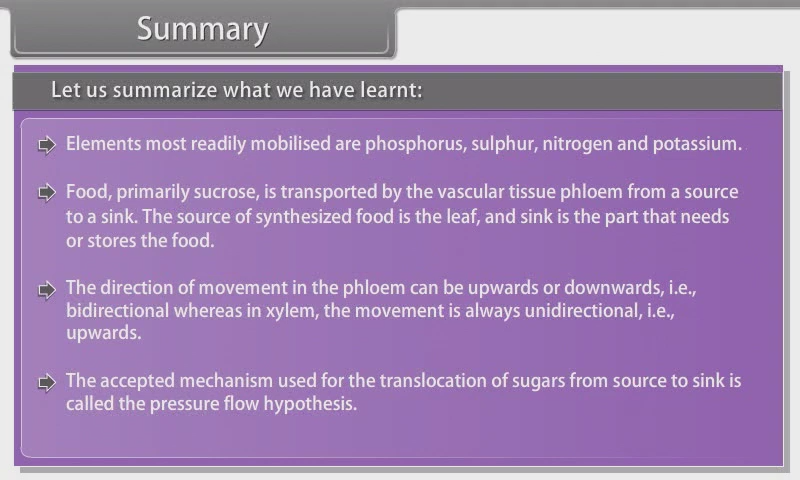 Summary
Let us summarize what we have learnt:
Elements most readily mobilised are phosphorus, sulphur, nitrogen and potassium.
Food, primarily sucrose, is transported by the vascular tissue phloem from a source
to a sink. The source of synthesized food is the leaf, and sink is the part that needs
or stores the food.
The direction of movement in the phloem can be upwards or downwards, i.e.,
bidirectional whereas in xylem, the movement is always unidirectional, i.e.,
upwards.
The accepted mechanism used for the translocation of sugars from source to sink is
called the pressure flow hypothesis.